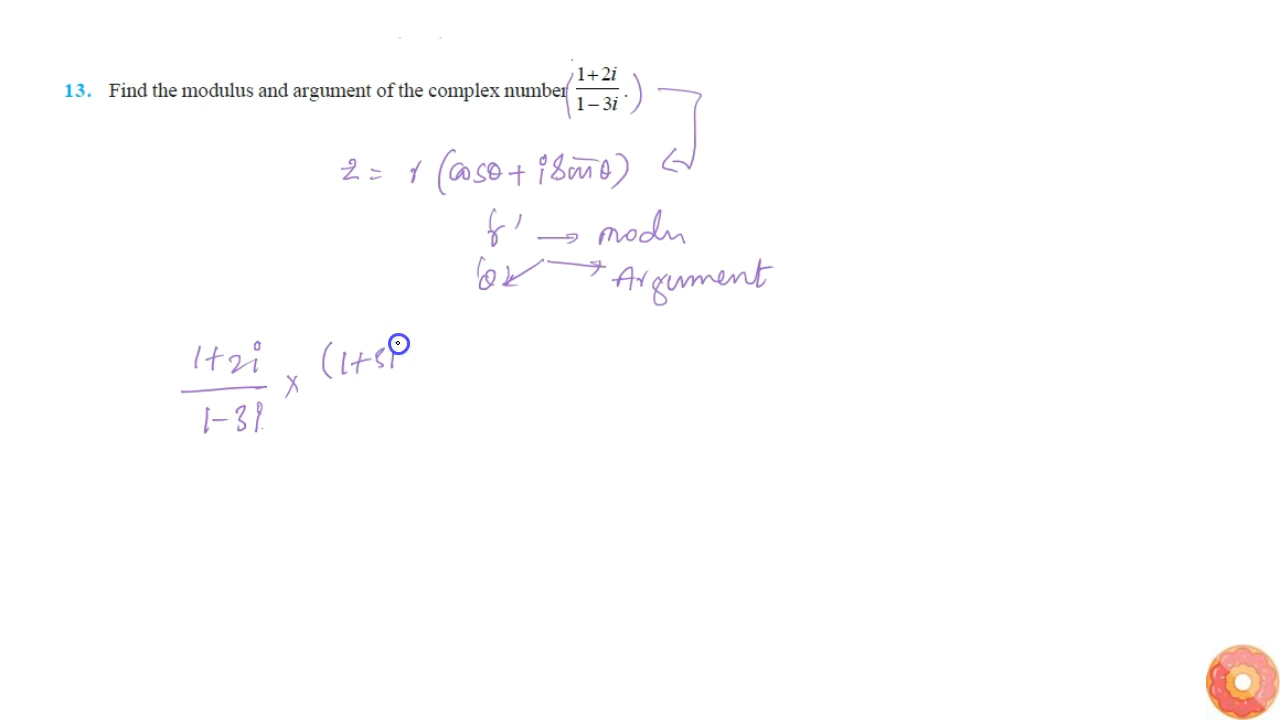 13. Find the modulus and argument of the complex number (1+2i/1−3i.)
z = r (cosθ + i sinθ)
r' → modu
θ → Argument
1+2i/1−3i × (1+3i